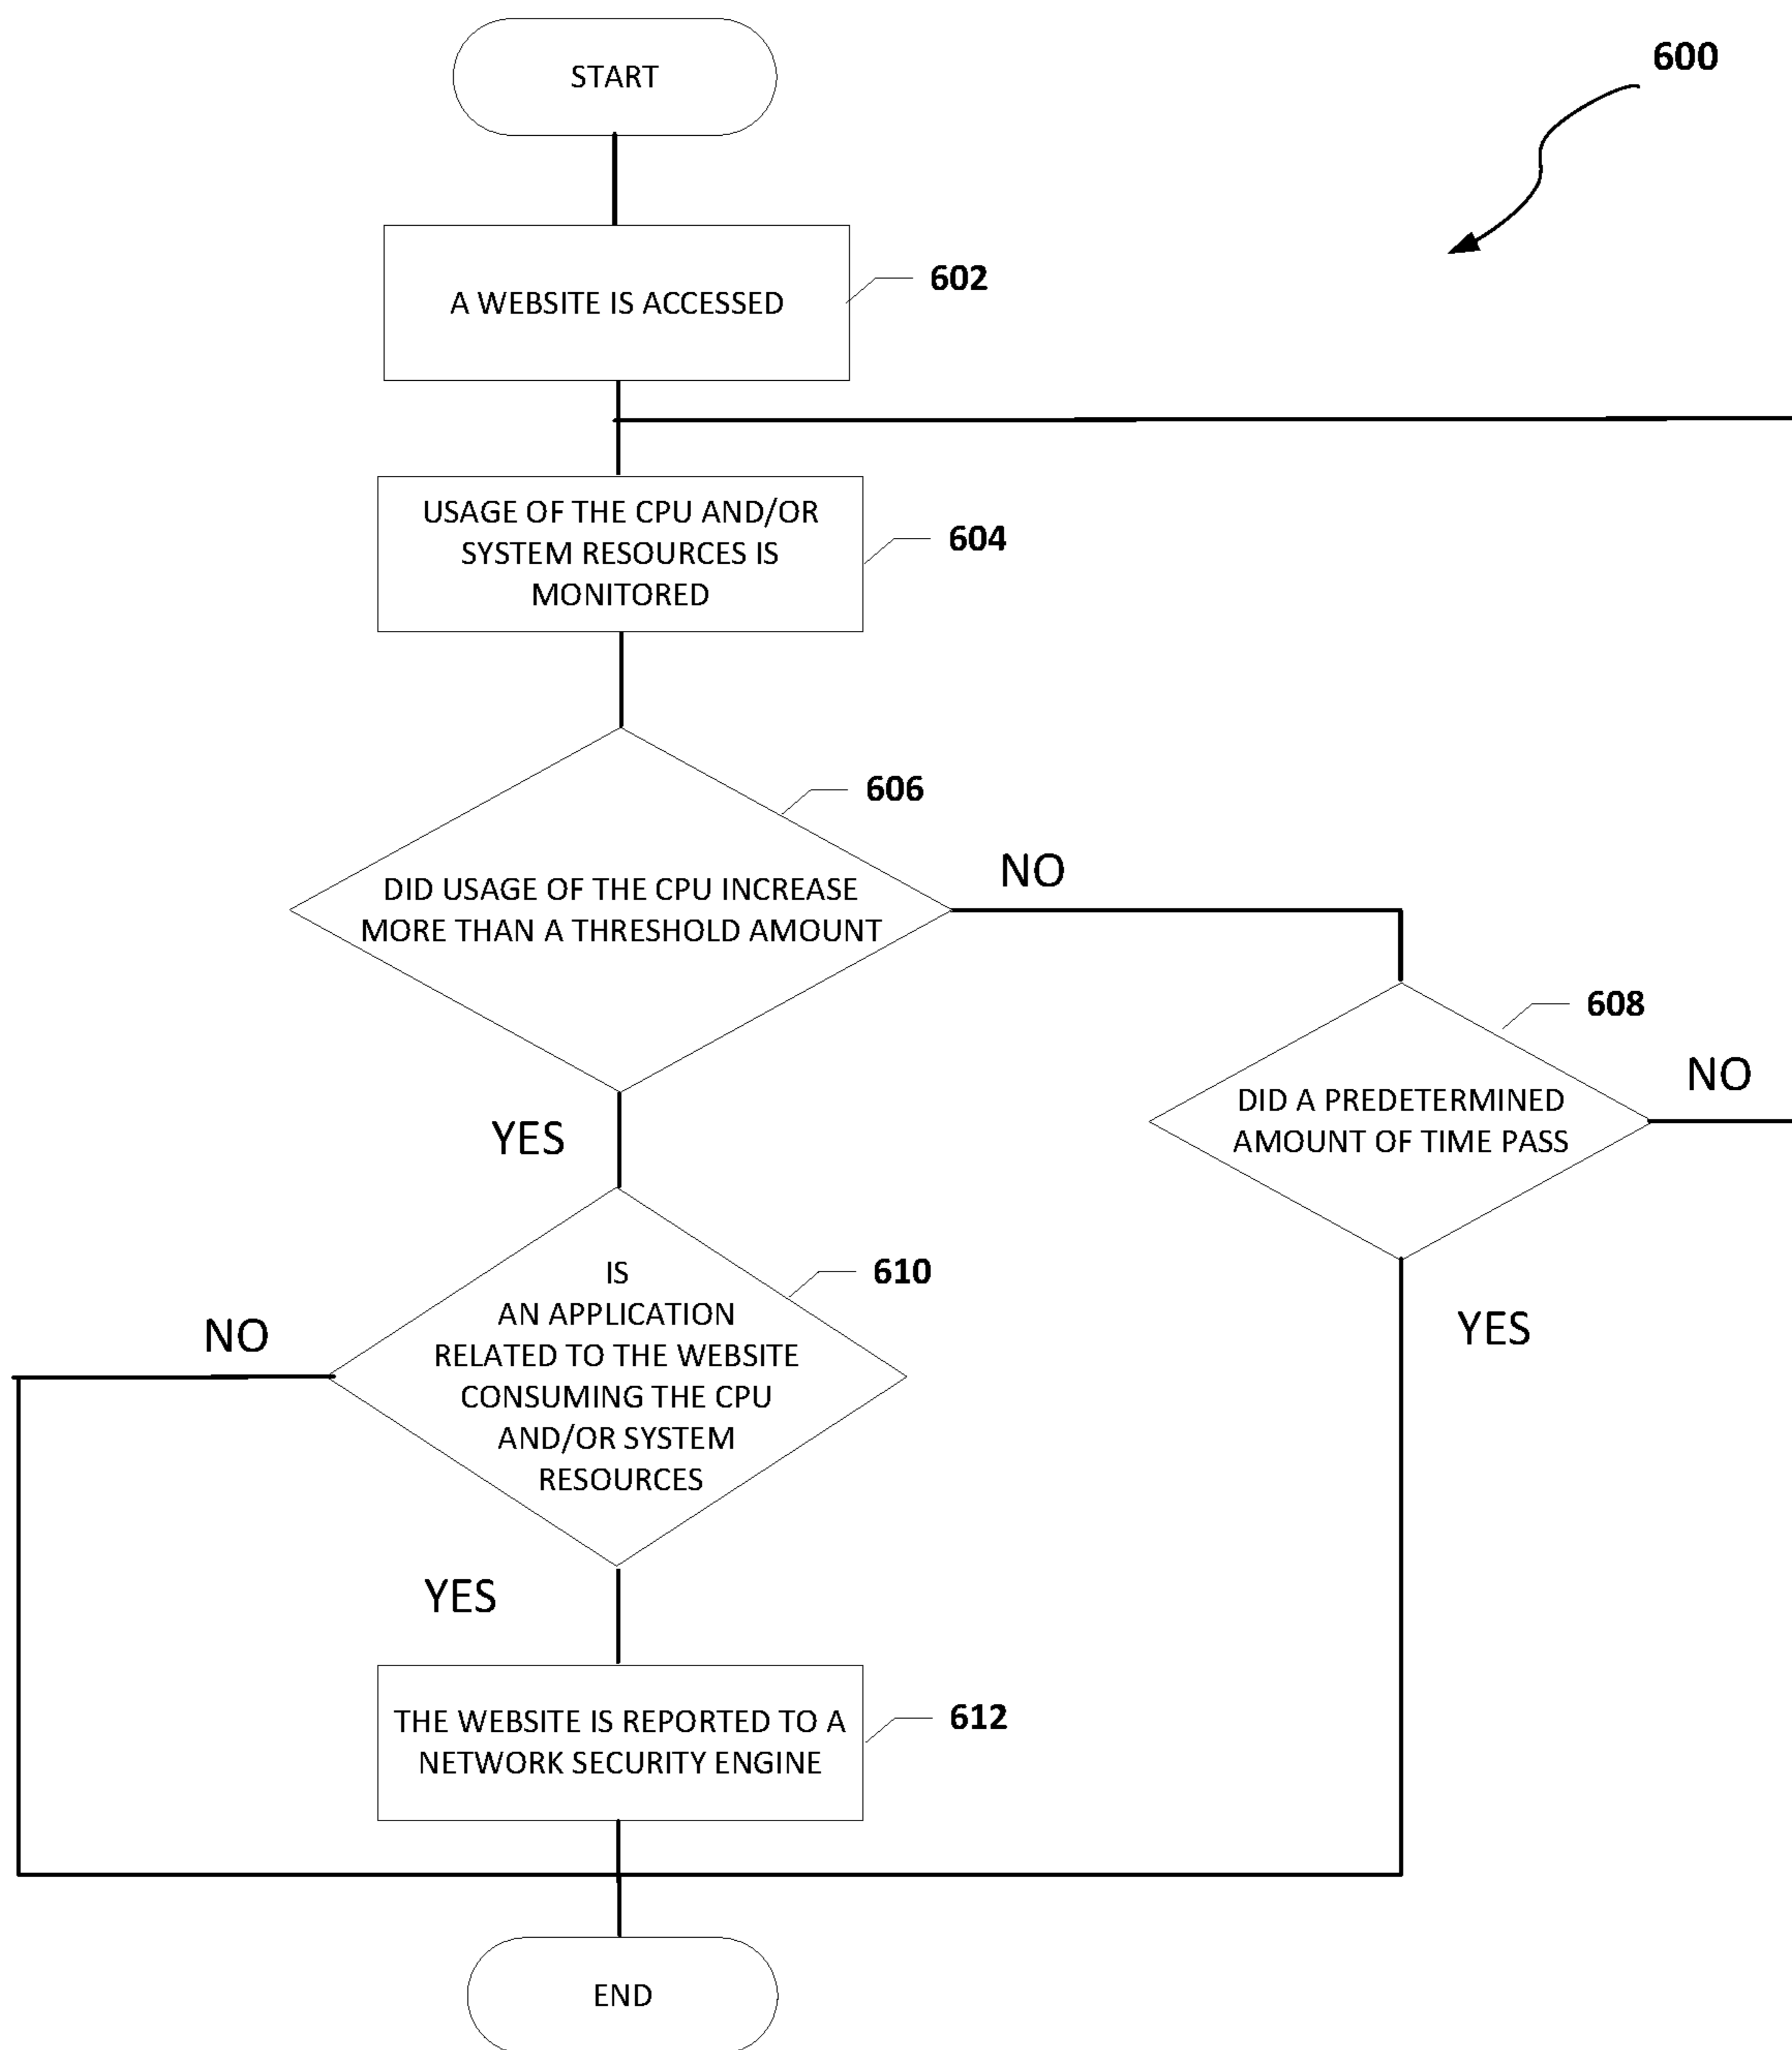 START
600
A WEBSITE IS ACCESSED
602
USAGE OF THE CPU AND/OR
SYSTEM RESOURCES IS
MONITORED
604
606
DID USAGE OF THE CPU INCREASE
MORE THAN A THRESHOLD AMOUNT
NO
608
DID A PREDETERMINED
AMOUNT OF TIME PASS
NO
YES
YES
610
IS
AN APPLICATION
RELATED TO THE WEBSITE
CONSUMING THE CPU
AND/OR SYSTEM
RESOURCES
NO
YES
THE WEBSITE IS REPORTED TO A
NETWORK SECURITY ENGINE
612
END